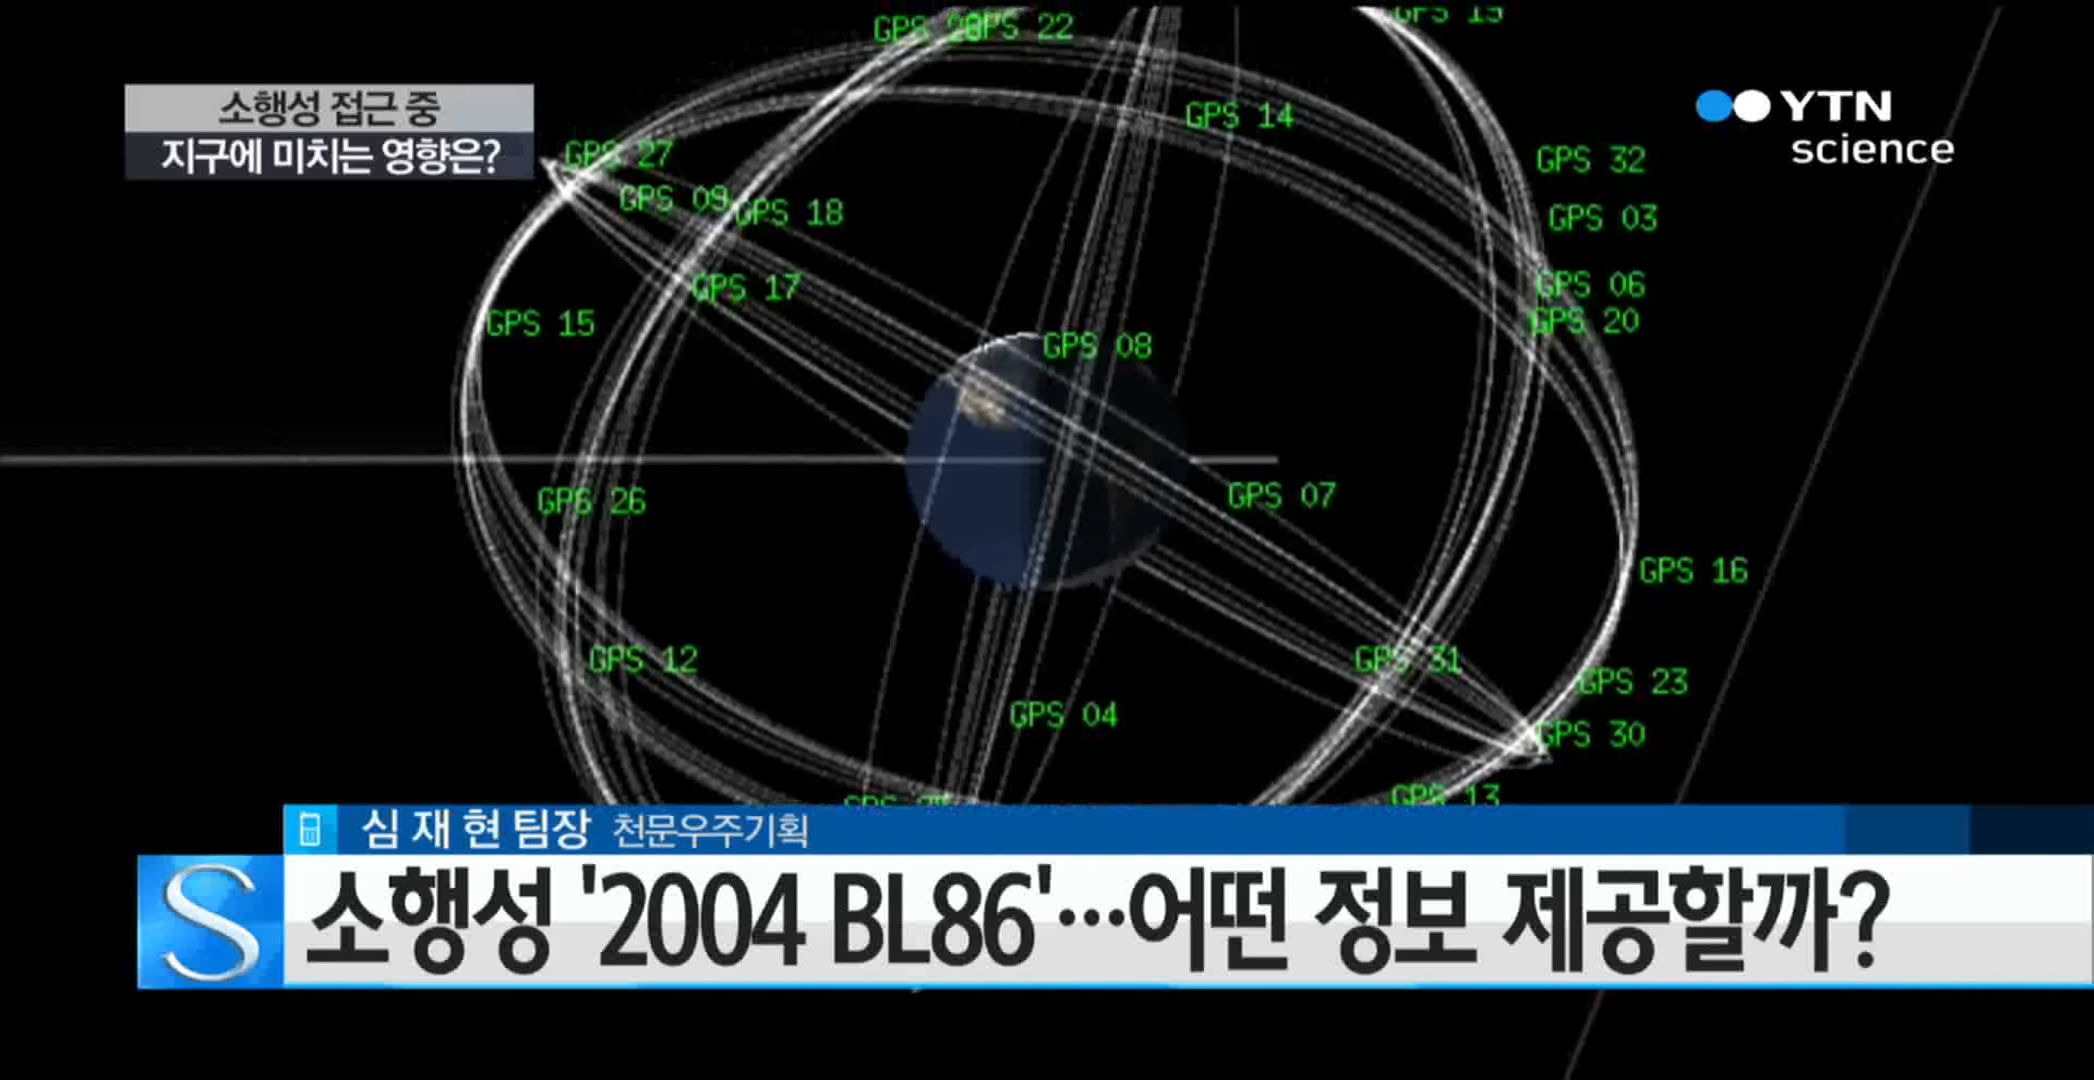 GPS 22
GPS 14
소행성 접근 중
지구에 미치는 영향은?
YTN
science
GPS 27
GPS 32
GPS 09
GPS 18
GPS 03
GPS 17
GPS 06
GPS 15
GPS 20
GPS 08
GPS 26
GPS 07
GPS 16
GPS 12
GPS 31
GPS 23
GPS 04
GPS 30
GPS 13
심재현 팀장 천문우주기획
S
소행성 '2004 BL86'…어떤 정보 제공할까?